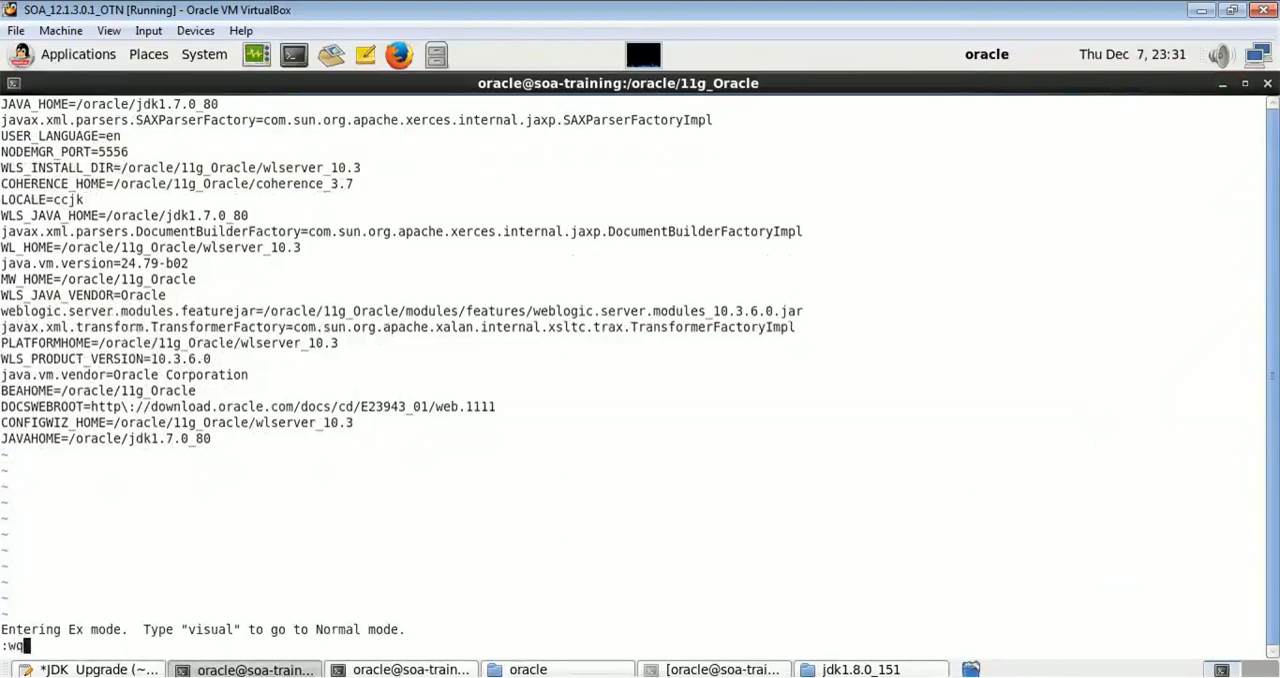 SOA_12.1.3.0.1_OTN [Running] - Oracle VM VirtualBox
File Machine View Input Devices Help
Applications Places System oracle Thu Dec 7, 23:31
oracle@soa-training:/oracle/11g_Oracle
JAVA_HOME=/oracle/jdk1.7.0_80
javax.xml.parsers.SAXParserFactory=com.sun.org.apache.xerces.internal.jaxp.SAXParserFactoryImpl
USER_LANGUAGE=en
NODEMGR_PORT=5556
WLS_INSTALL_DIR=/oracle/11g_Oracle/wlserver_10.3
COHERENCE_HOME=/oracle/11g_Oracle/coherence_3.7
LOCALE=ccjk
WLS_JAVA_HOME=/oracle/jdk1.7.0_80
javax.xml.parsers.DocumentBuilderFactory=com.sun.org.apache.xerces.internal.jaxp.DocumentBuilderFactoryImpl
WL_HOME=/oracle/11g_Oracle/wlserver_10.3
java.vm.version=24.79-b02
MW_HOME=/oracle/11g_Oracle
WLS_JAVA_VENDOR=Oracle
weblogic.server.modules.featurejar=/oracle/11g_Oracle/modules/features/weblogic.server.modules_10.3.6.0.jar
javax.xml.transform.TransformerFactory=com.sun.org.apache.xalan.internal.xsltc.trax.TransformerFactoryImpl
PLATFORMHOME=/oracle/11g_Oracle/wlserver_10.3
WLS_PRODUCT_VERSION=10.3.6.0
java.vm.vendor=Oracle Corporation
BEAHOME=/oracle/11g_Oracle
DOCSWEBROOT=http\://download.oracle.com/docs/cd/E23943_01/web.1111
CONFIGWIZ_HOME=/oracle/11g_Oracle/wlserver_10.3
JAVAHOME=/oracle/jdk1.7.0_80
~
~
~
~
~
~
~
~
~
~
~
Entering Ex mode.  Type "visual" to go to Normal mode.
:wq
*JDK Upgrade (~... oracle@soa-train... oracle@soa-train... oracle [oracle@soa-trai... jdk1.8.0_151